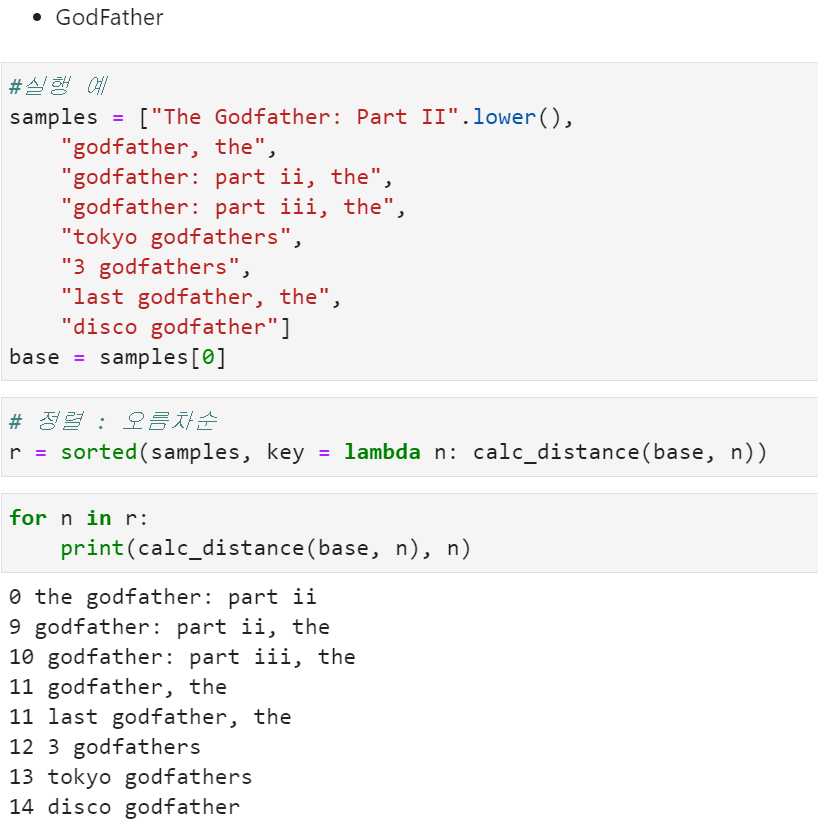 • GodFather
#실행 예
samples = ["The Godfather: Part II".lower(),
    "godfather, the",
    "godfather: part ii, the",
    "godfather: part iii, the",
    "tokyo godfathers",
    "3 godfathers",
    "last godfather, the",
    "disco godfather"]
base = samples[0]
# 정렬 : 오름차순
r = sorted(samples, key = lambda n: calc_distance(base, n))
for n in r:
    print(calc_distance(base, n), n)
0 the godfather: part ii
9 godfather: part ii, the
10 godfather: part iii, the
11 godfather, the
11 last godfather, the
12 3 godfathers
13 tokyo godfathers
14 disco godfather